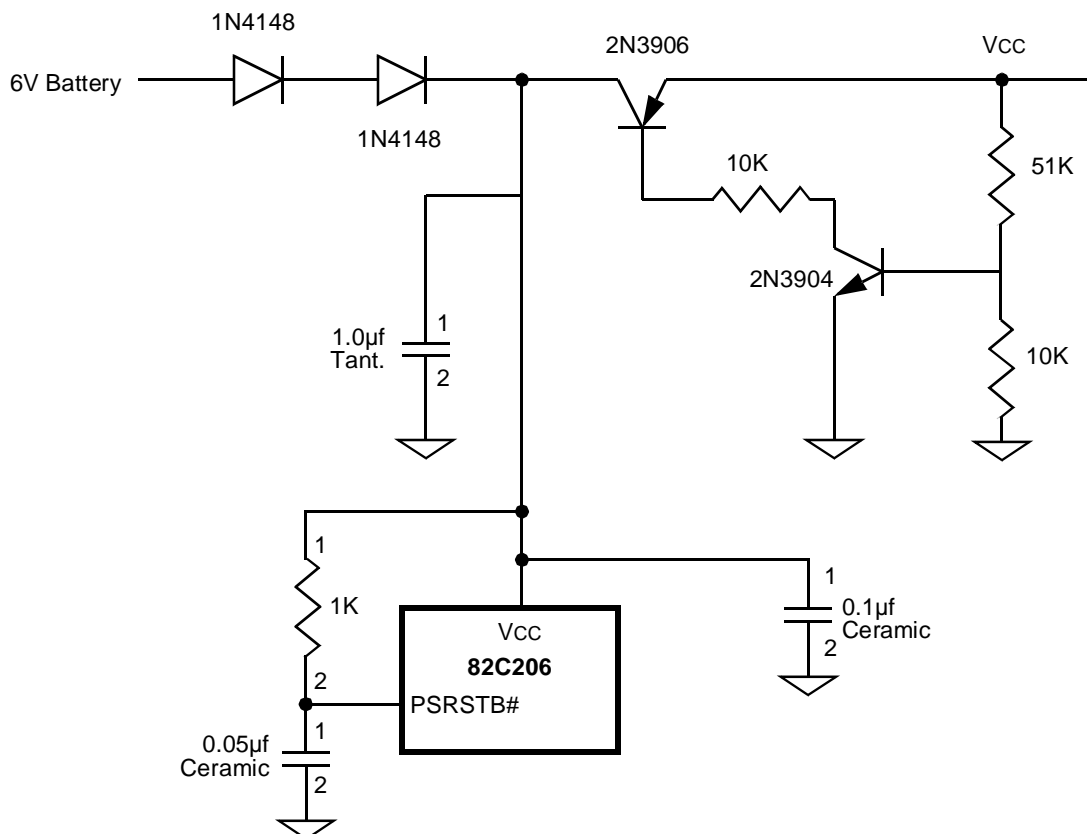 1N4148
2N3906
VCC
6V Battery
1N4148
10K
51K
2N3904
1.0µf
Tant.
1
2
10K
1
1K
2
VCC
82C206
PSRSTB#
1
0.1µf
Ceramic
2
0.05µf
Ceramic
1
2